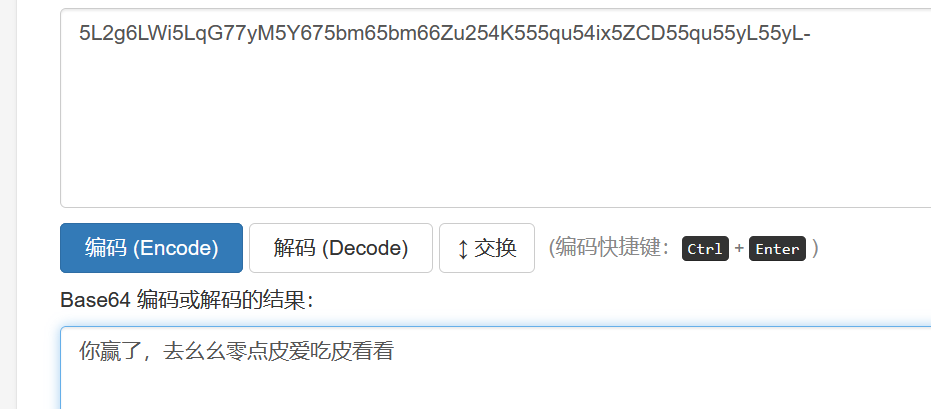 5L2g6LWi5LqG77yM5Y675bm65bm66Zu254K555qu54ix5ZCD55qu55yL55yL-
编码 (Encode) 解码 (Decode) ↕ 交换 (编码快捷键: Ctrl + Enter )
Base64 编码或解码的结果:
你赢了，去幺幺零点皮爱吃皮看看